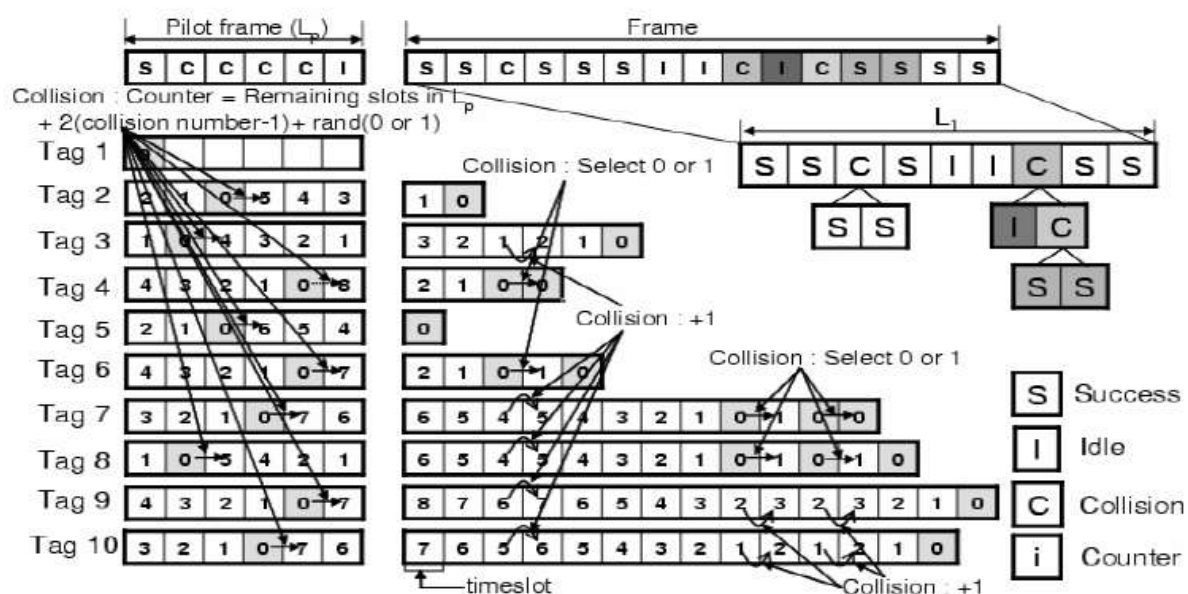 Pilot frame (Lp) Frame
S C C C C I S S C S S S I I C I C S S S S
Collision : Counter = Remaining slots in Lp
+ 2(collision number-1)+ rand(0 or 1)
L1
S S C S I I C S S
S S I C
S S
Tag 1
Collision : Select 0 or 1
Tag 2 2 1 0 5 4 3 1 0
Tag 3 1 0 4 3 2 1 3 2 1 2 1 0
Tag 4 4 3 2 1 0 2 1 0 0
Collision : +1
Tag 5 2 1 0 6 5 4 0
Tag 6 4 3 2 1 0 7 2 1 0 1 0
Collision : Select 0 or 1
Tag 7 3 2 1 0 7 6 6 5 4 5 4 3 2 1 0 1 0 0
Tag 8 1 0 5 4 2 1 6 5 4 5 4 3 2 1 0 1 0 1 0
Tag 9 4 3 2 1 0 7 8 7 6 7 6 5 4 3 2 3 2 3 2 1 0
Tag 10 3 2 1 0 7 6 7 6 5 6 5 4 3 2 1 2 1 2 1 0
timeslot
Collision : +1
S Success
I Idle
C Collision
i Counter